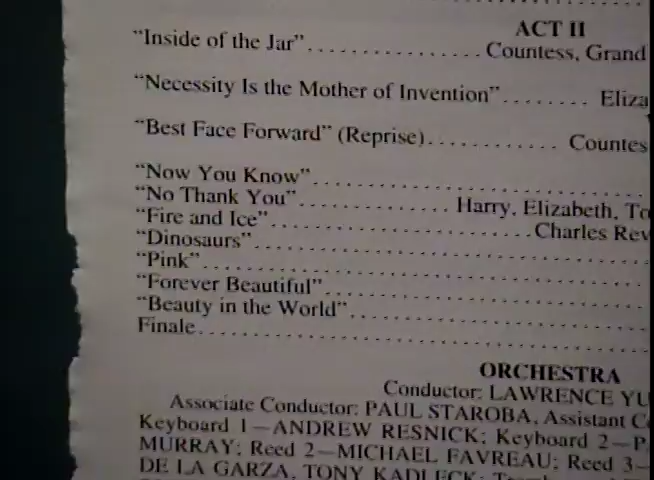 ACT II
"Inside of the Jar"................Countess, Grand
"Necessity Is the Mother of Invention"........ Eliza
"Best Face Forward" (Reprise)............ Countes
"Now You Know"
"No Thank You"..............Harry, Elizabeth, To
"Fire and Ice"........................Charles Rev
"Dinosaurs"
"Pink"
"Forever Beautiful"
"Beauty in the World"
Finale
ORCHESTRA
Conductor: LAWRENCE YU
Associate Conductor: PAUL STAROBA, Assistant C
Keyboard 1—ANDREW RESNICK; Keyboard 2—P
MURRAY; Reed 2—MICHAEL FAVREAU; Reed 3—
DE LA GARZA, TONY KADLECK;